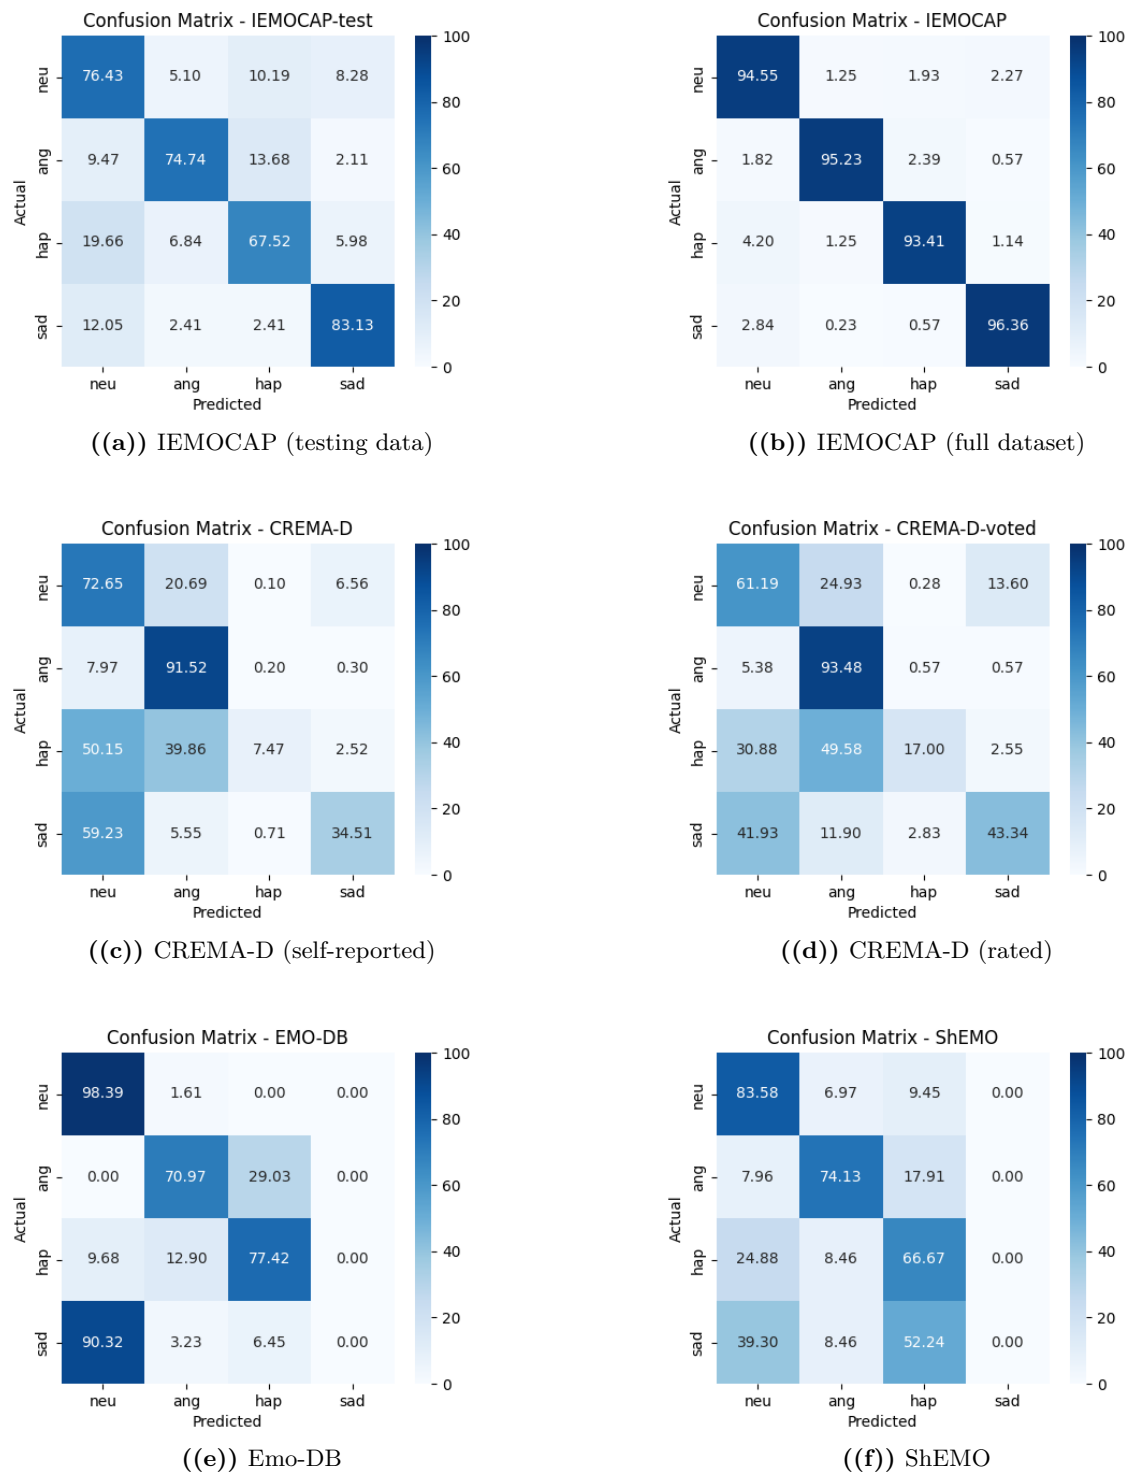 Confusion Matrix - IEMOCAP-test
neu 76.43 5.10 10.19 8.28
ang 9.47 74.74 13.68 2.11
hap 19.66 6.84 67.52 5.98
sad 12.05 2.41 2.41 83.13
neu ang hap sad
Actual
Predicted
100
80
60
40
20
0
((a)) IEMOCAP (testing data)
Confusion Matrix - IEMOCAP
neu 94.55 1.25 1.93 2.27
ang 1.82 95.23 2.39 0.57
hap 4.20 1.25 93.41 1.14
sad 2.84 0.23 0.57 96.36
neu ang hap sad
Actual
Predicted
100
80
60
40
20
0
((b)) IEMOCAP (full dataset)
Confusion Matrix - CREMA-D
neu 72.65 20.69 0.10 6.56
ang 7.97 91.52 0.20 0.30
hap 50.15 39.86 7.47 2.52
sad 59.23 5.55 0.71 34.51
neu ang hap sad
Actual
Predicted
100
80
60
40
20
0
((c)) CREMA-D (self-reported)
Confusion Matrix - CREMA-D-voted
neu 61.19 24.93 0.28 13.60
ang 5.38 93.48 0.57 0.57
hap 30.88 49.58 17.00 2.55
sad 41.93 11.90 2.83 43.34
neu ang hap sad
Actual
Predicted
100
80
60
40
20
0
((d)) CREMA-D (rated)
Confusion Matrix - EMO-DB
neu 98.39 1.61 0.00 0.00
ang 0.00 70.97 29.03 0.00
hap 9.68 12.90 77.42 0.00
sad 90.32 3.23 6.45 0.00
neu ang hap sad
Actual
Predicted
100
80
60
40
20
0
((e)) Emo-DB
Confusion Matrix - ShEMO
neu 83.58 6.97 9.45 0.00
ang 7.96 74.13 17.91 0.00
hap 24.88 8.46 66.67 0.00
sad 39.30 8.46 52.24 0.00
neu ang hap sad
Actual
Predicted
100
80
60
40
20
0
((f)) ShEMO